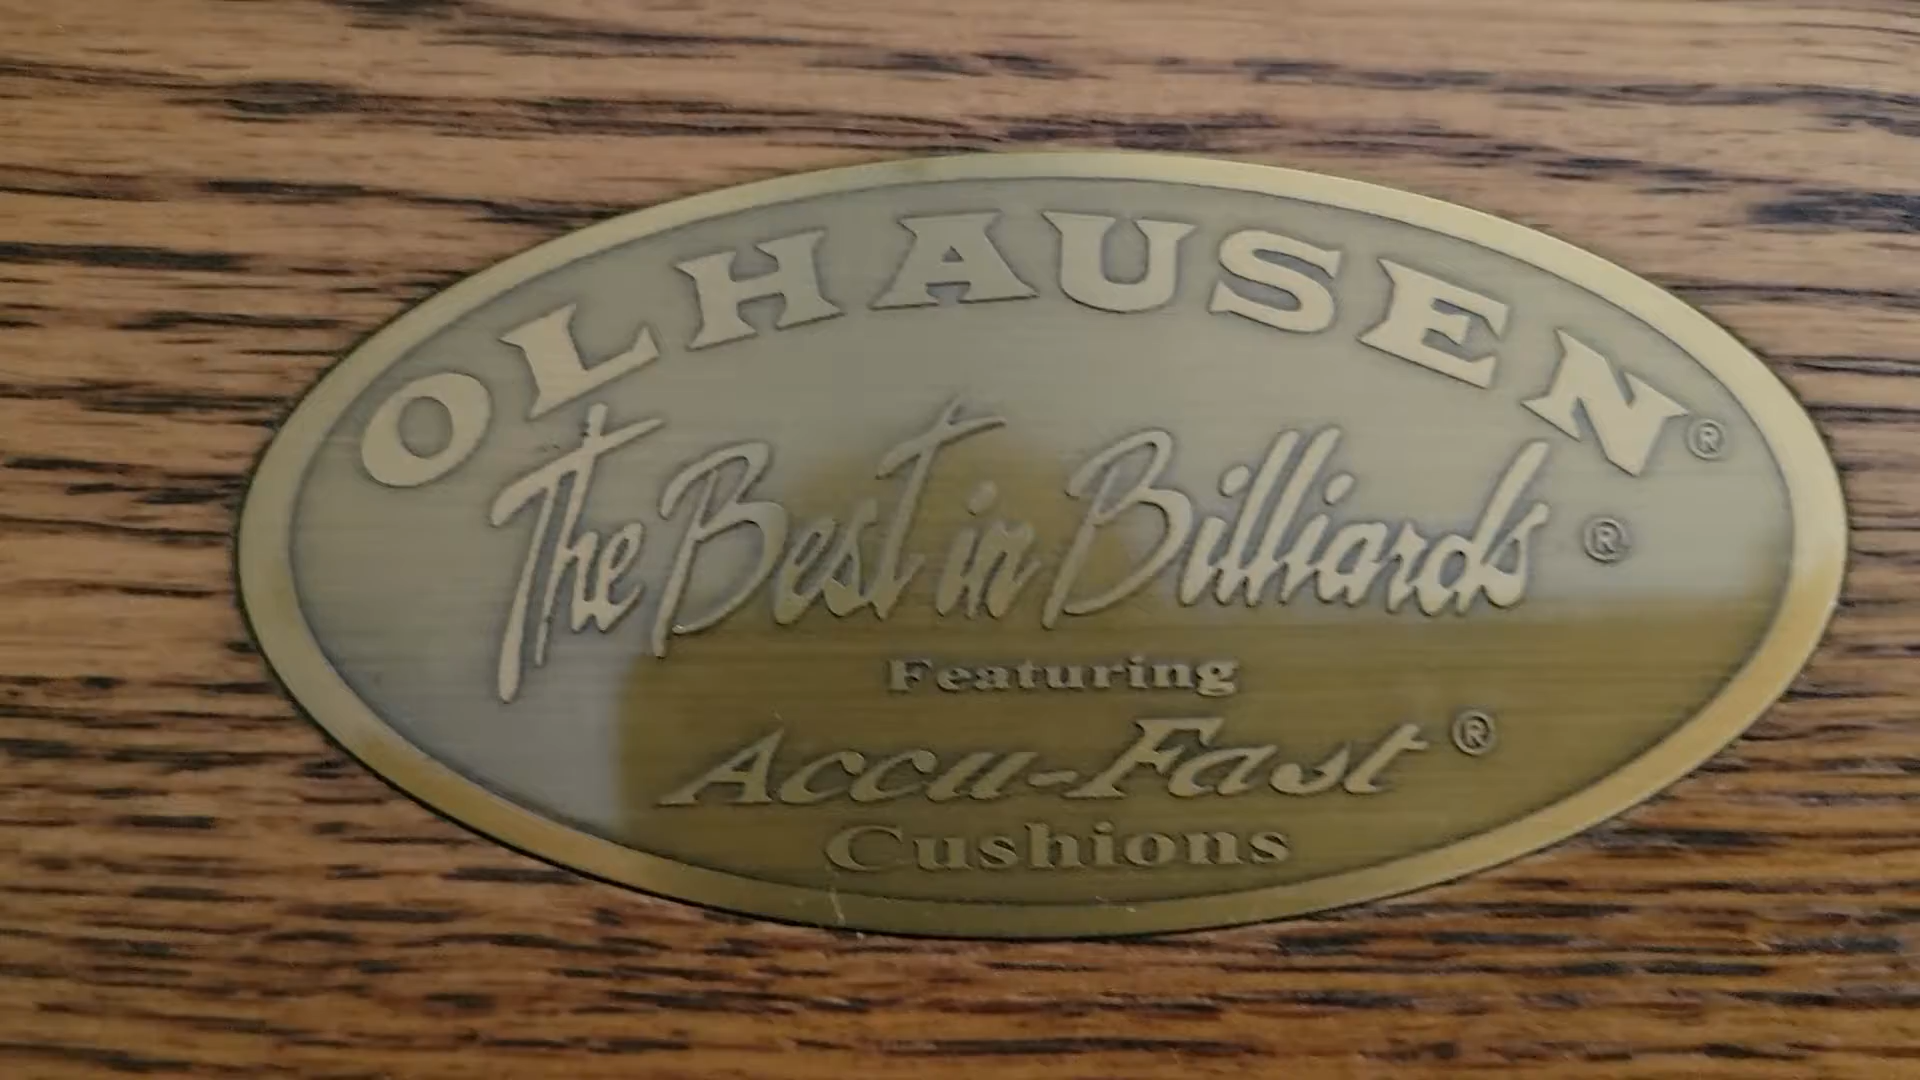 OLHAUSEN®
The Best in Billiards®
Featuring
Accu-Fast®
Cushions